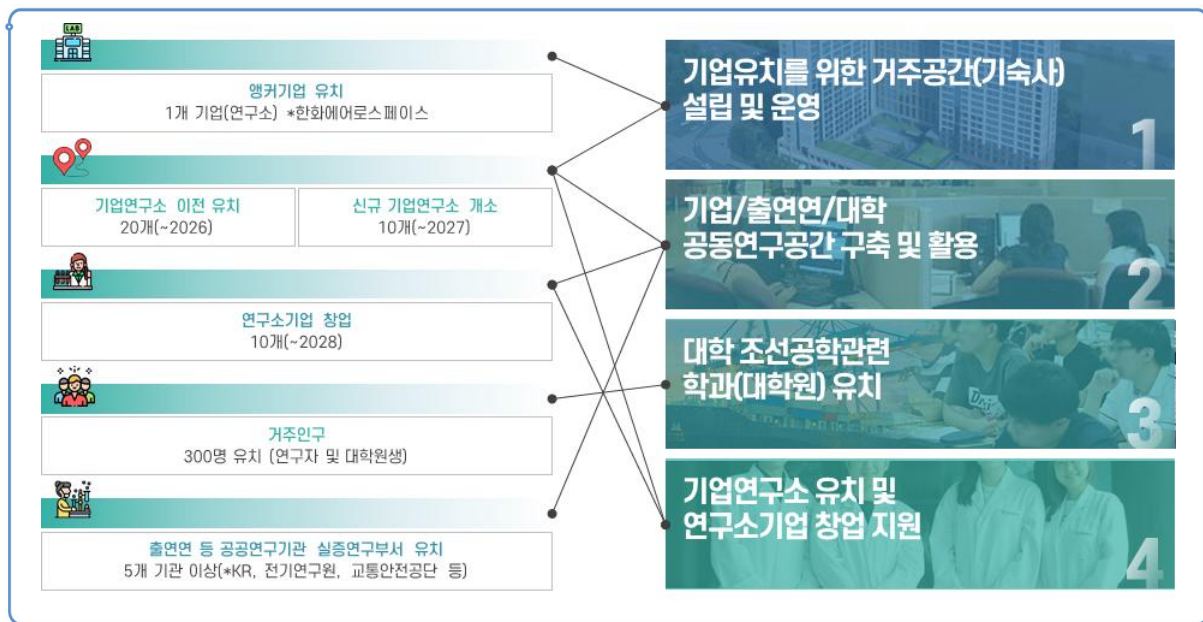 LAB
앵커기업 유치
1개 기업(연구소) *한화에어로스페이스
기업연구소 이전 유치
20개(~2026)
신규 기업연구소 개소
10개(~2027)
연구소기업 창업
10개(~2028)
거주인구
300명 유치 (연구자 및 대학원생)
출연연 등 공공연구기관 실증연구부서 유치
5개 기관 이상(*KR, 전기연구원, 교통안전공단 등)
기업유치를 위한 거주공간(기숙사)
설립 및 운영
1
기업/출연연/대학
공동연구공간 구축 및 활용
2
대학 조선공학관련
학과(대학원) 유치
3
기업연구소 유치 및
연구소기업 창업 지원
4